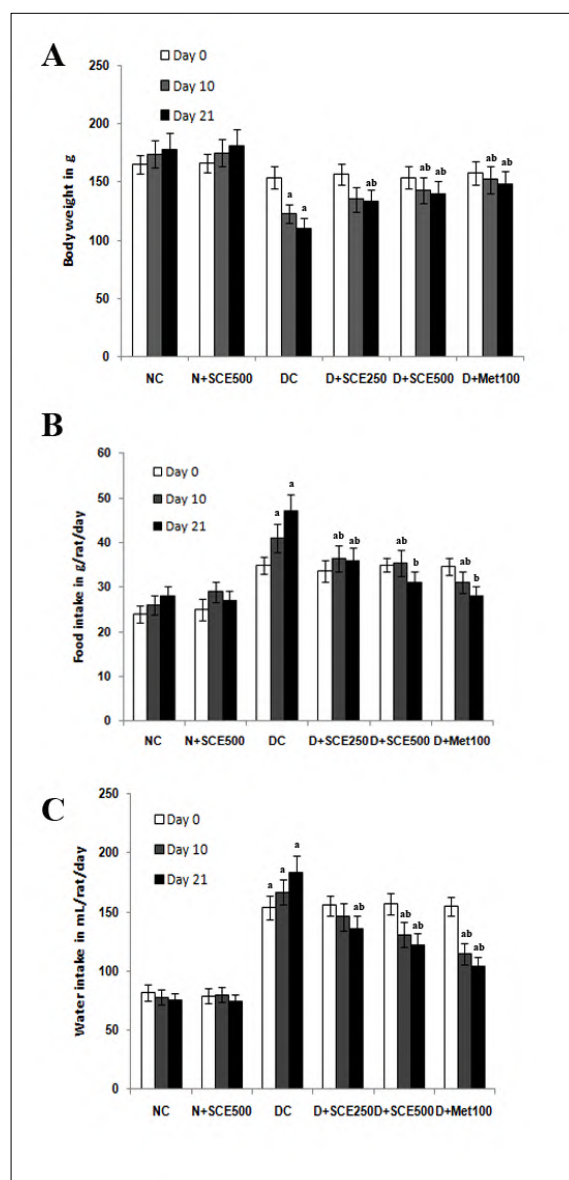 A
Day 0
Day 10
Day 21
250
200
150
100
50
0
Bodyweight in g
a
a
ab
ab
ab
ab
ab
NC
N+SCE500
DC
D+SCE250
D+SCE500
D+Met100
B
Day 0
Day 10
Day 21
60
50
40
30
20
10
0
Food intake in g/rat/day
a
a
ab
ab
ab
b
ab
b
NC
N+SCE500
DC
D+SCE250
D+SCE500
D+Met100
C
Day 0
Day 10
Day 21
250
200
150
100
50
0
Water intake in mL/rat/day
a
a
a
ab
ab
ab
ab
ab
NC
N+SCE500
DC
D+SCE250
D+SCE500
D+Met100